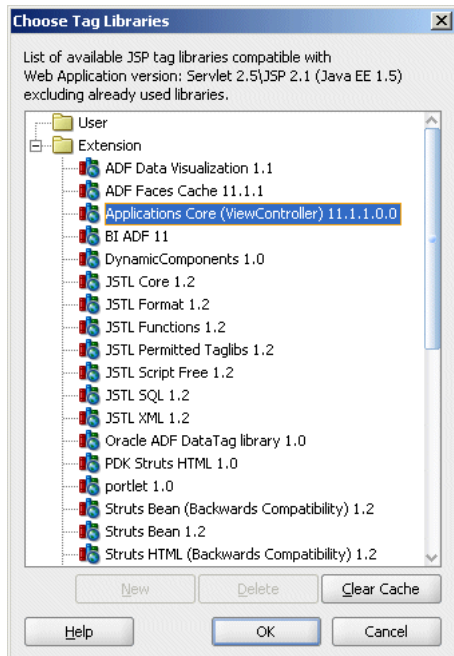 Choose Tag Libraries
List of available JSP tag libraries compatible with
Web Application version: Servlet 2.5\JSP 2.1 (Java EE 1.5)
excluding already used libraries.
User
Extension
ADF Data Visualization 1.1
ADF Faces Cache 11.1.1
Applications Core (ViewController) 11.1.1.0.0
BI ADF 11
DynamicComponents 1.0
JSTL Core 1.2
JSTL Format 1.2
JSTL Functions 1.2
JSTL Permitted Taglibs 1.2
JSTL Script Free 1.2
JSTL SQL 1.2
JSTL XML 1.2
Oracle ADF DataTag library 1.0
PDK Struts HTML 1.0
portlet 1.0
Struts Bean (Backwards Compatibility) 1.2
Struts Bean 1.2
Struts HTML (Backwards Compatibility) 1.2
New Delete Clear Cache
Help OK Cancel